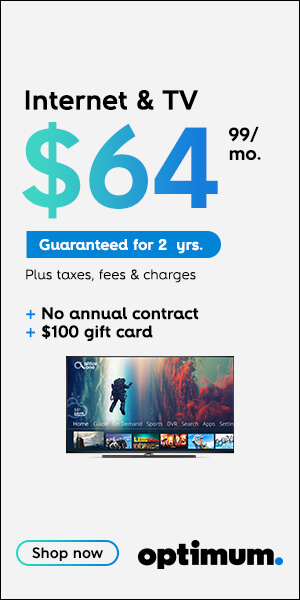 Internet & TV
$64 99/
mo.
Guaranteed for 2 yrs.
Plus taxes, fees & charges
+ No annual contract
+ $100 gift card
Home Guide On Demand Sports DVR Search Apps Settings
Shop now
optimum.